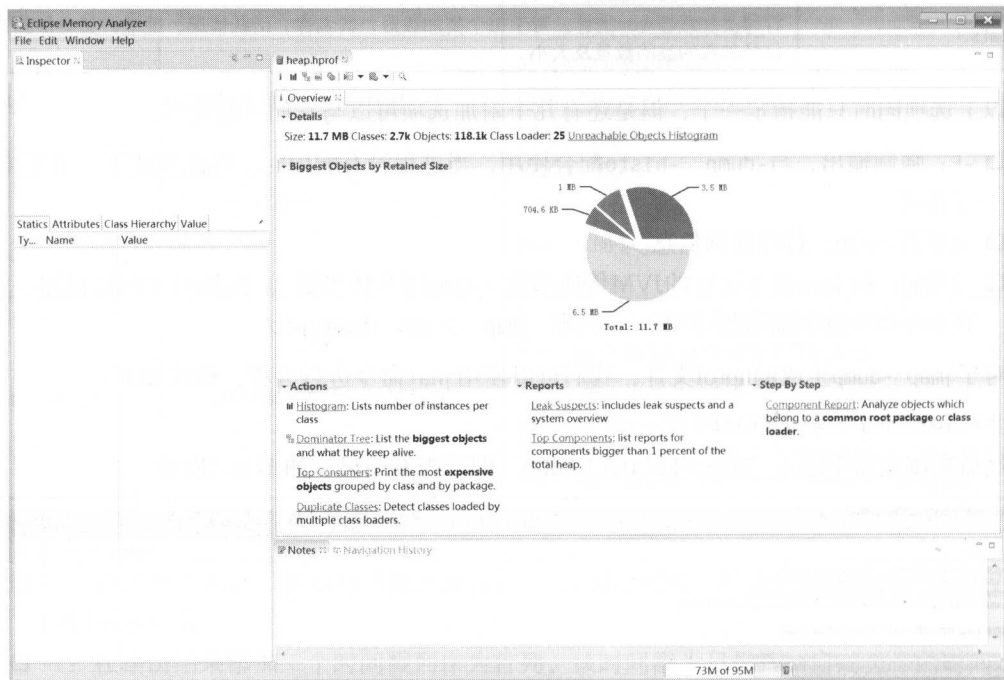 Eclipse Memory Analyzer
File Edit Window Help
Inspector
heap.hprof
Overview
Details
Size: 11.7 MB Classes: 2.7k Objects: 118.1k Class Loader: 25 Unreachable Objects Histogram
Biggest Objects by Retained Size
1 MB
3.5 MB
704.6 KB
6.5 MB
Total: 11.7 MB
Statics Attributes Class Hierarchy Value
Ty... Name Value
Actions
Histogram: Lists number of instances per
class
Dominator Tree: List the biggest objects
and what they keep alive.
Top Consumers: Print the most expensive
objects grouped by class and by package.
Duplicate Classes: Detect classes loaded by
multiple class loaders.
Reports
Leak Suspects: includes leak suspects and a
system overview
Top Components: list reports for
components bigger than 1 percent of the
total heap.
Step By Step
Component Report: Analyze objects which
belong to a common root package or class
loader.
Notes Navigation History
73M of 95M